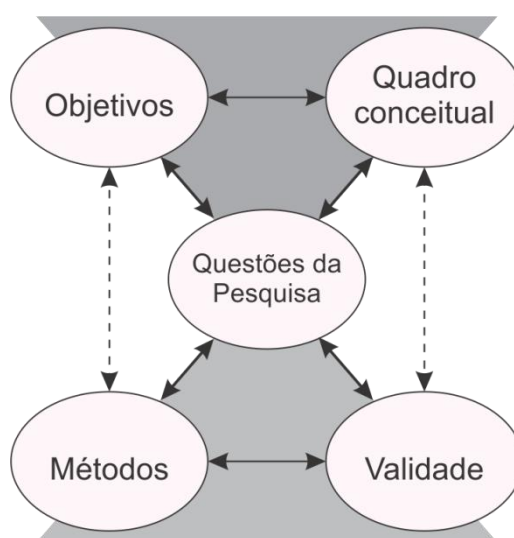 Objetivos
Quadro
conceitual
Questões da
Pesquisa
Métodos
Validade